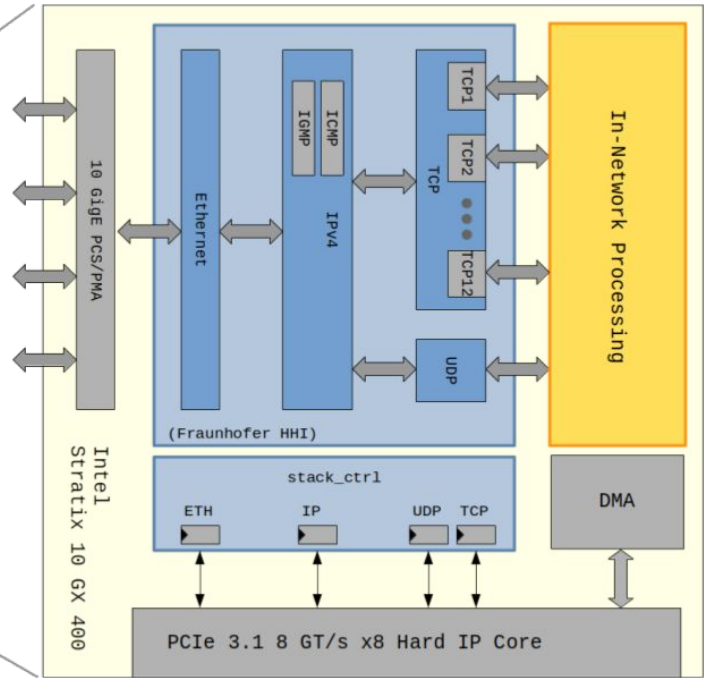 10 GigE PCS/PMA
Ethernet
IGMP
ICMP
IPv4
TCP
TCP1
TCP2
TCP12
UDP
In-Network Processing
(Fraunhofer HHI)
Intel
Stratix 10 GX 400
stack_ctrl
ETH
IP
UDP
TCP
DMA
PCIe 3.1 8 GT/s x8 Hard IP Core